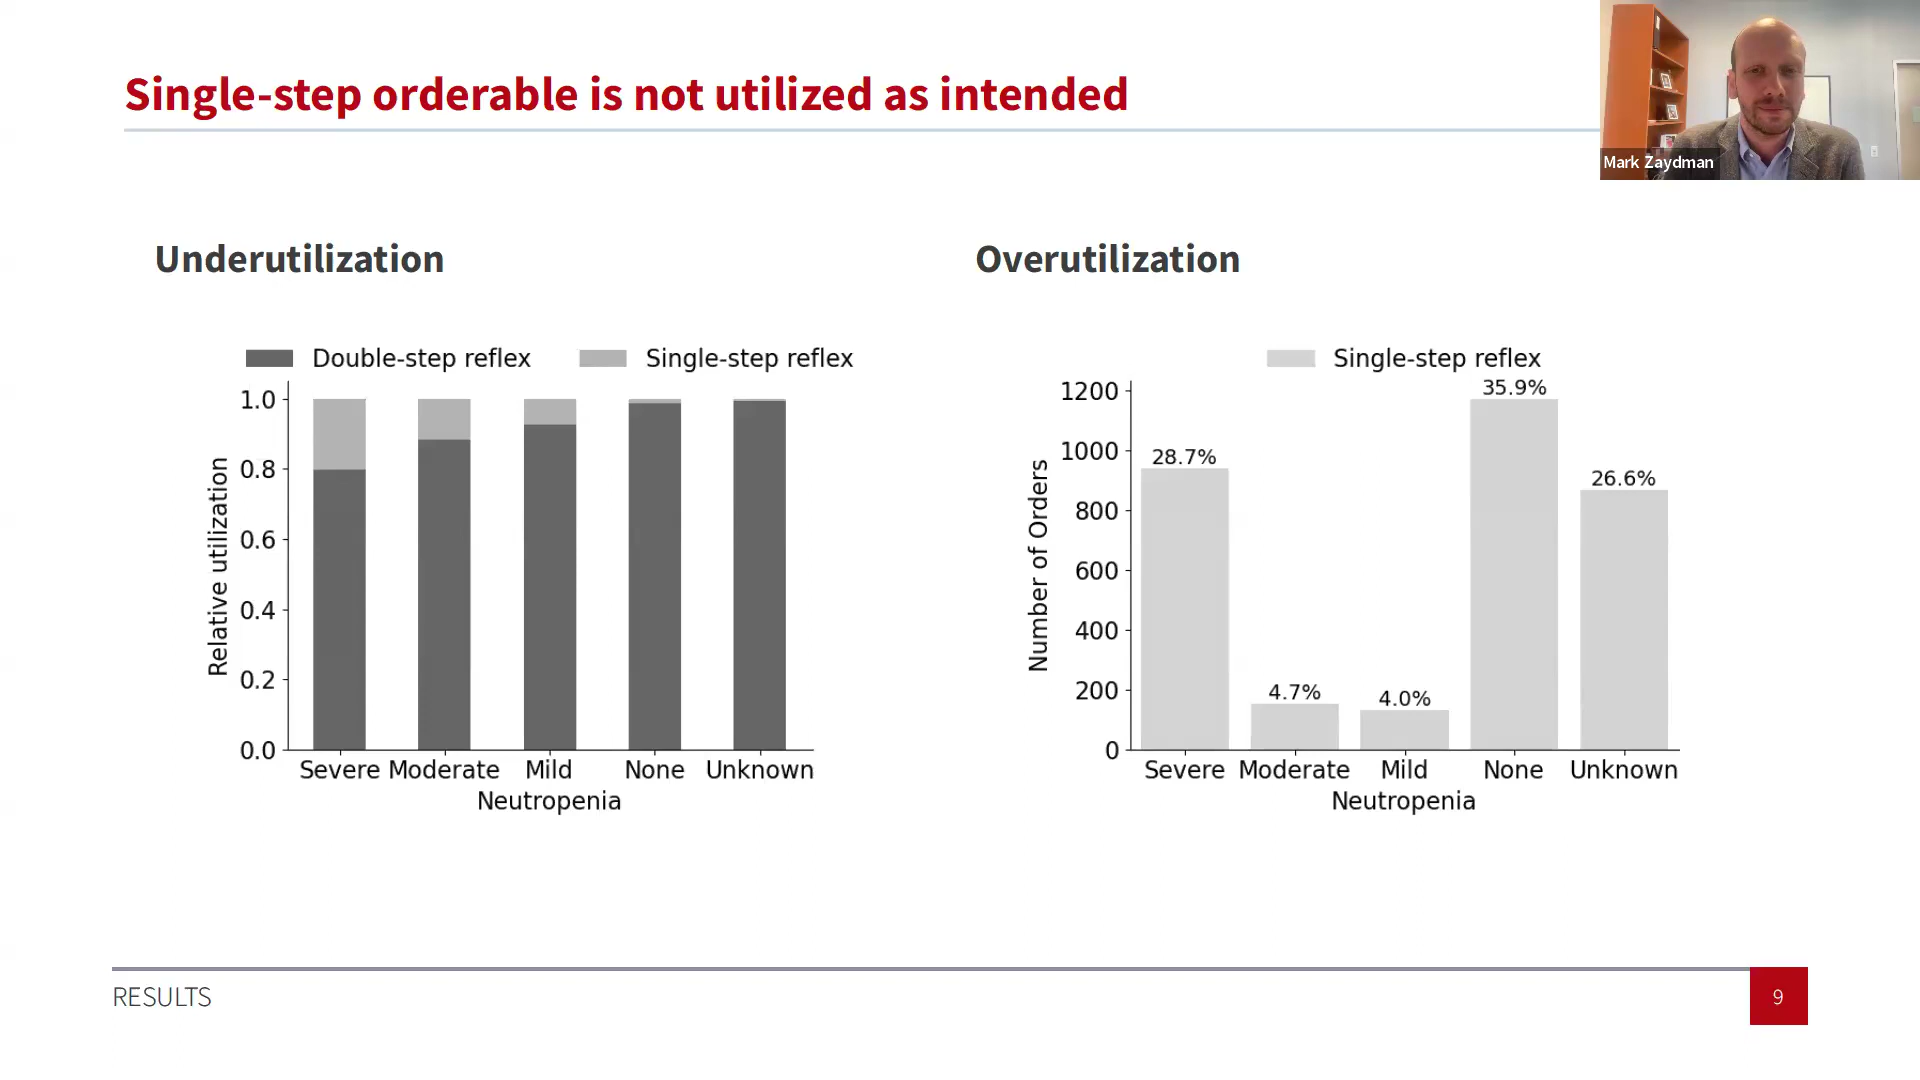 Single-step orderable is not utilized as intended
Mark Zaydman
Underutilization
Double-step reflex
Single-step reflex
Relative utilization
1.0
0.8
0.6
0.4
0.2
0.0
Severe Moderate Mild None Unknown
Neutropenia
Overutilization
Single-step reflex
Number of Orders
1200
1000
800
600
400
200
0
28.7%
4.7%
4.0%
35.9%
26.6%
Severe Moderate Mild None Unknown
Neutropenia
RESULTS
9